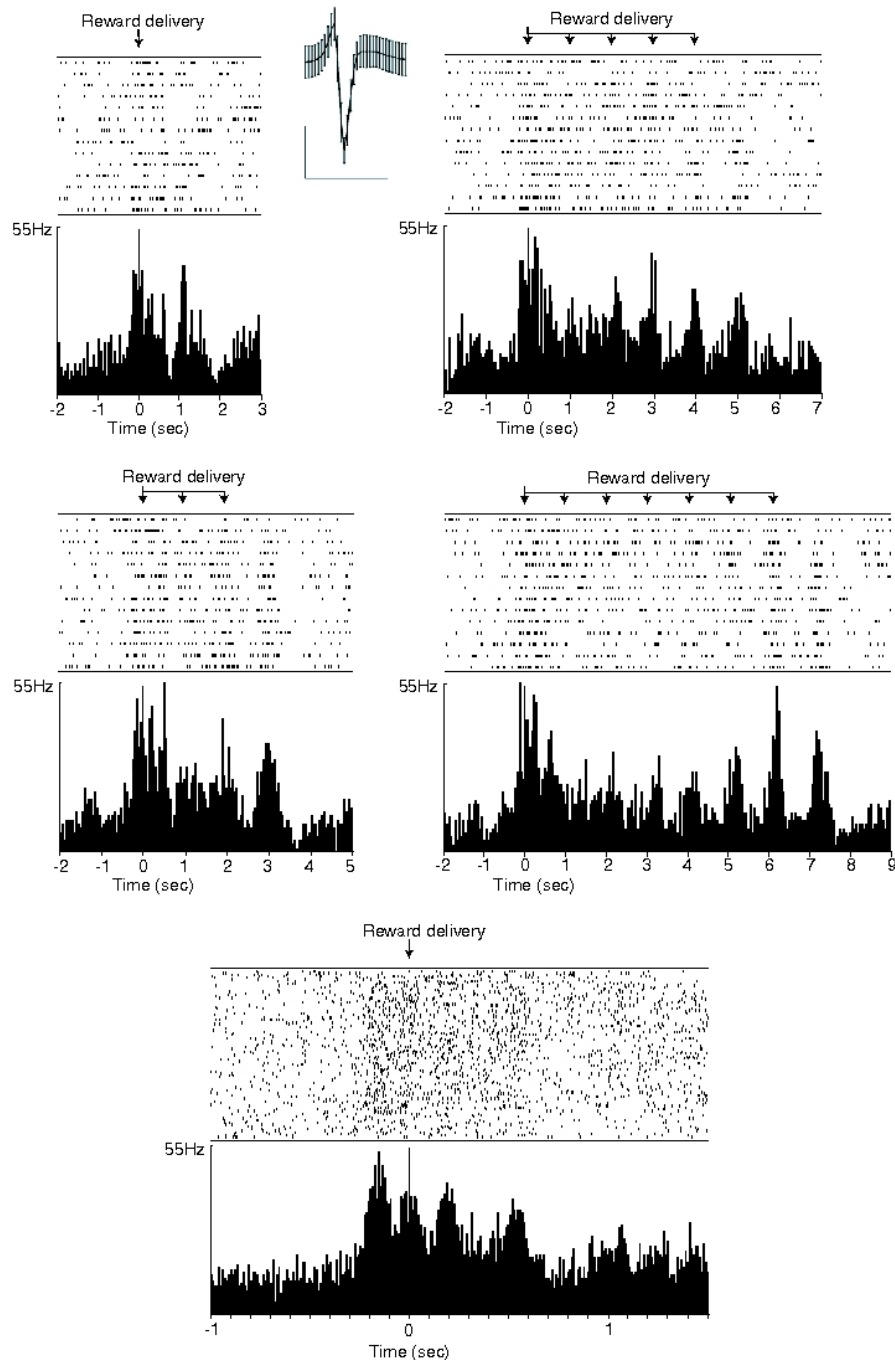 Reward delivery
55Hz
-2 -1 0 1 2 3
Time (sec)
Reward delivery
55Hz
-2 -1 0 1 2 3 4 5 6 7
Time (sec)
Reward delivery
55Hz
-2 -1 0 1 2 3 4 5
Time (sec)
Reward delivery
55Hz
-2 -1 0 1 2 3 4 5 6 7 8 9
Time (sec)
Reward delivery
55Hz
-1 0 1
Time (sec)